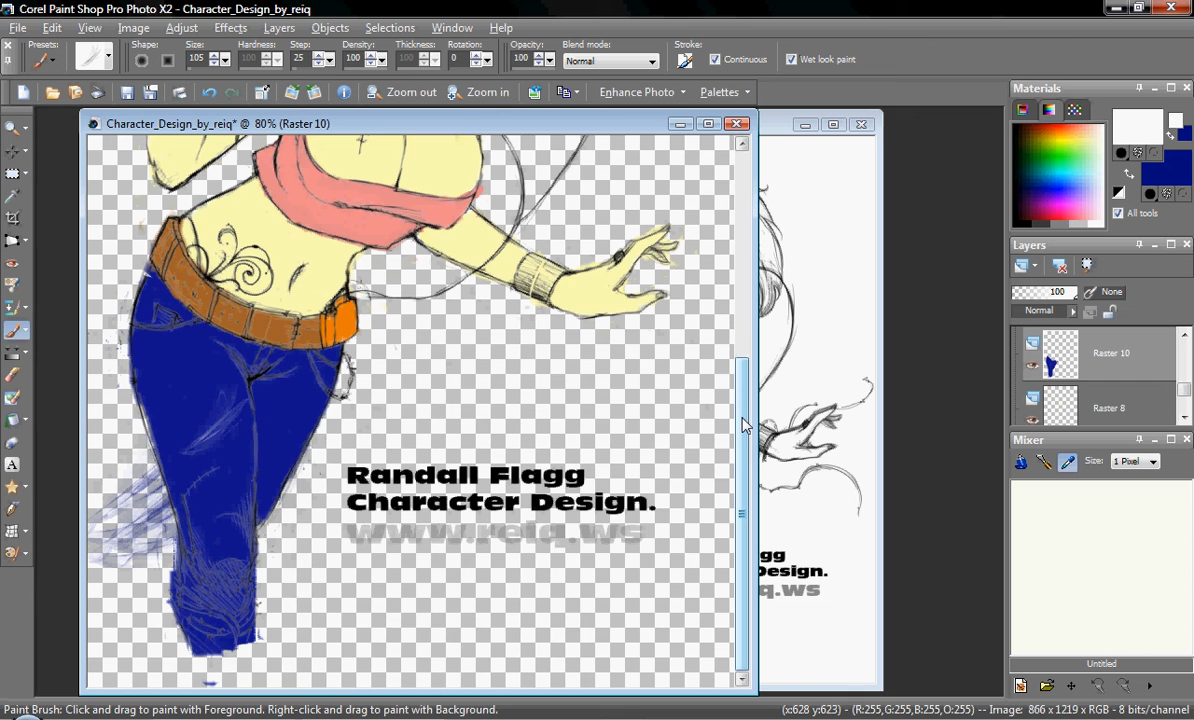 Corel Paint Shop Pro Photo X2 - Character_Design_by_reiq
File Edit View Image Adjust Effects Layers Objects Selections Window Help
Presets: Shape: Size: Hardness: Step: Density: Thickness: Rotation: Opacity: Blend mode: Stroke:
105 100 25 100 100 0 100 Normal Continuous Wet look paint
Zoom out Zoom in Enhance Photo Palettes
Materials
All tools
Character_Design_by_reiq* @ 80% (Raster 10)
Layers
100 None
Normal
Raster 10
Raster 8
Mixer
Size: 1 Pixel
Randall Flagg
Character Design.
www.reiq.ws
gg
Design.
q.ws
Untitled
Paint Brush: Click and drag to paint with Foreground. Right-click and drag to paint with Background.
(x:628 y:623) - (R:255,G:255,B:255,O:255) -- Image: 866 x 1219 x RGB - 8 bits/channel